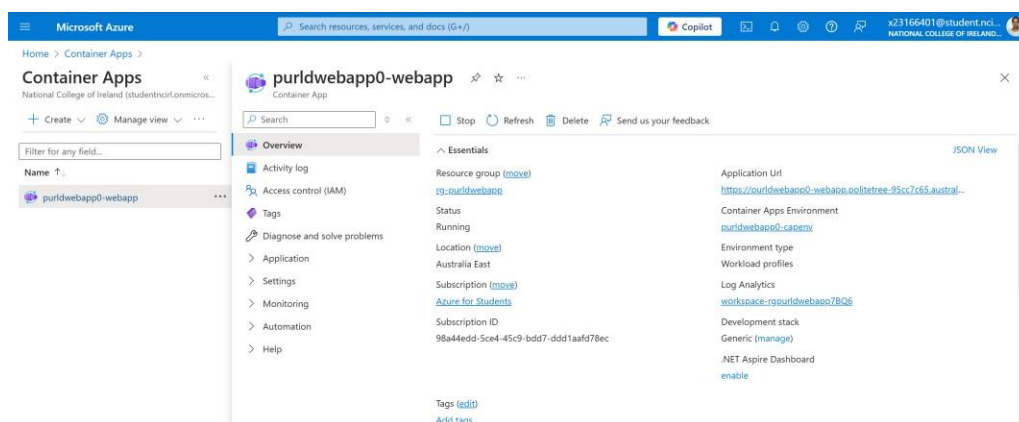 Microsoft Azure
Search resources, services, and docs (G+/)
Copilot
x23166401@student.nci...
NATIONAL COLLEGE OF IRELAND...
Home > Container Apps >
Container Apps
National College of Ireland (studentncirl.onmicros...
+ Create
Manage view
...
Filter for any field...
Name ↑
purldwebapp0-webapp
...
purldwebapp0-webapp
...
Container App
Search
Overview
Activity log
Access control (IAM)
Tags
Diagnose and solve problems
Application
Settings
Monitoring
Automation
Help
Stop
Refresh
Delete
Send us your feedback
Essentials
JSON View
Resource group (move)
rg-purldwebapp
Status
Running
Location (move)
Australia East
Subscription (move)
Azure for Students
Subscription ID
98a44edd-5ce4-45c9-bdd7-ddd1aafd78ec
Application Url
https://purldwebapp0-webapp.politetree-95cc7c65.austral...
Container Apps Environment
purldwebapp0-capenv
Environment type
Workload profiles
Log Analytics
workspace-rgpurldwebapp7BQ6
Development stack
Generic (manage)
.NET Aspire Dashboard
enable
Tags (edit)
Add tags